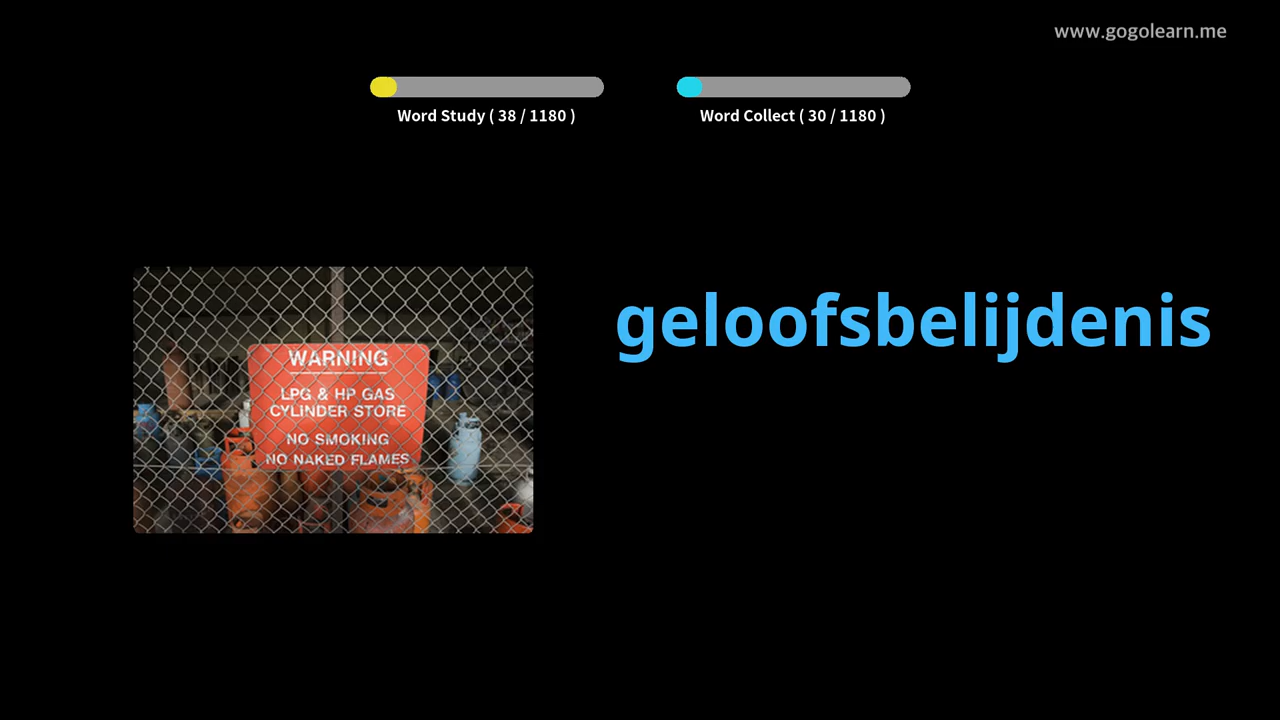 www.gogolearn.me
Word Study ( 38 / 1180 )
Word Collect ( 30 / 1180 )
geloofsbelijdenis
WARNING
LPG & HP GAS
CYLINDER STORE
NO SMOKING
NO NAKED FLAMES